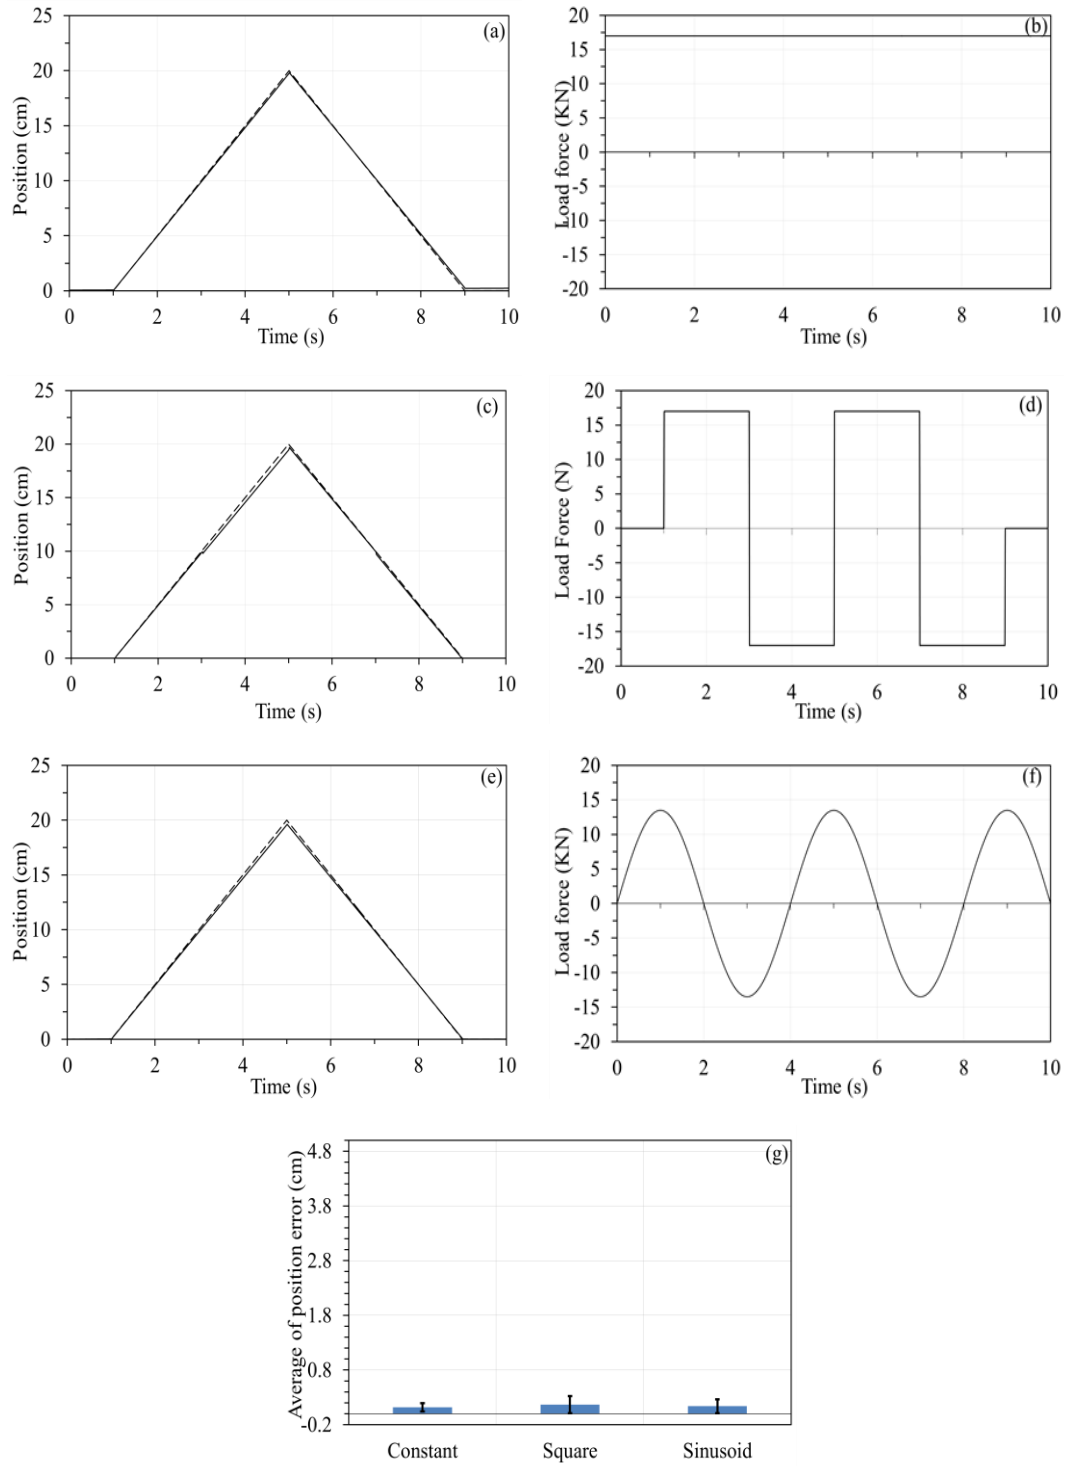 25
20
15
10
5
0
0 2 4 6 8 10
Position (cm)
Time (s)
(a)
20
15
10
5
0
-5
-10
-15
-20
0 2 4 6 8 10
Load force (KN)
Time (s)
(b)
25
20
15
10
5
0
0 2 4 6 8 10
Position (cm)
Time (s)
(c)
20
15
10
5
0
-5
-10
-15
-20
0 2 4 6 8 10
Load Force (N)
Time (s)
(d)
25
20
15
10
5
0
0 2 4 6 8 10
Position (cm)
Time (s)
(e)
20
15
10
5
0
-5
-10
-15
-20
0 2 4 6 8 10
Load force (KN)
Time (s)
(f)
4.8
3.8
2.8
1.8
0.8
-0.2
Average of position error (cm)
(g)
Constant Square Sinusoid